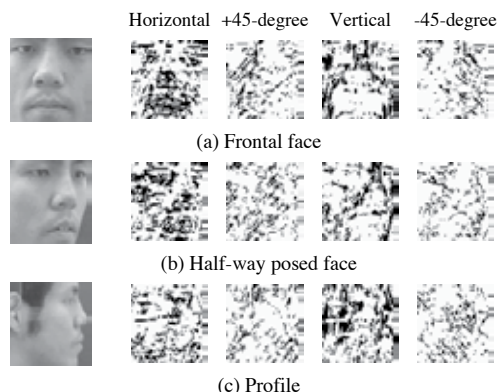 Horizontal +45-degree Vertical -45-degree
(a) Frontal face
(b) Half-way posed face
(c) Profile